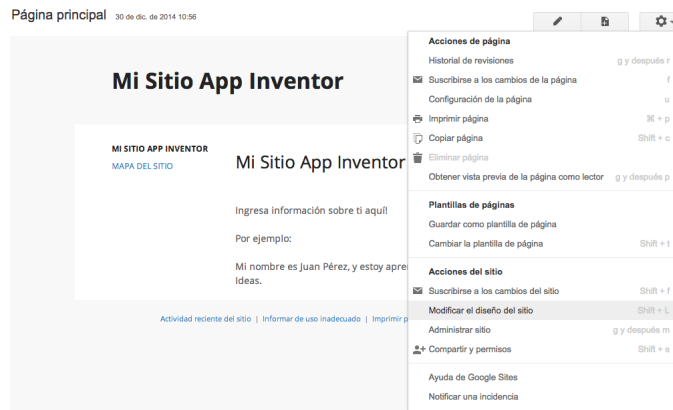 Página principal 30 de dic. de 2014 10:56
Mi Sitio App Inventor
MI SITIO APP INVENTOR
MAPA DEL SITIO
Mi Sitio App Inventor
Ingresa información sobre ti aquí!
Por ejemplo:
Mi nombre es Juan Pérez, y estoy apre
Ideas.
Actividad reciente del sitio | Informar de uso inadecuado | Imprimir p
Acciones de página
Historial de revisiones g y después r
Suscribirse a los cambios de la página f
Configuración de la página u
Imprimir página ⌘ + p
Copiar página Shift + c
Eliminar página
Obtener vista previa de la página como lector g y después p
Plantillas de páginas
Guardar como plantilla de página
Cambiar la plantilla de página Shift + t
Acciones del sitio
Suscribirse a los cambios del sitio Shift + f
Modificar el diseño del sitio Shift + L
Administrar sitio g y después m
Compartir y permisos Shift + s
Ayuda de Google Sites
Notificar una incidencia